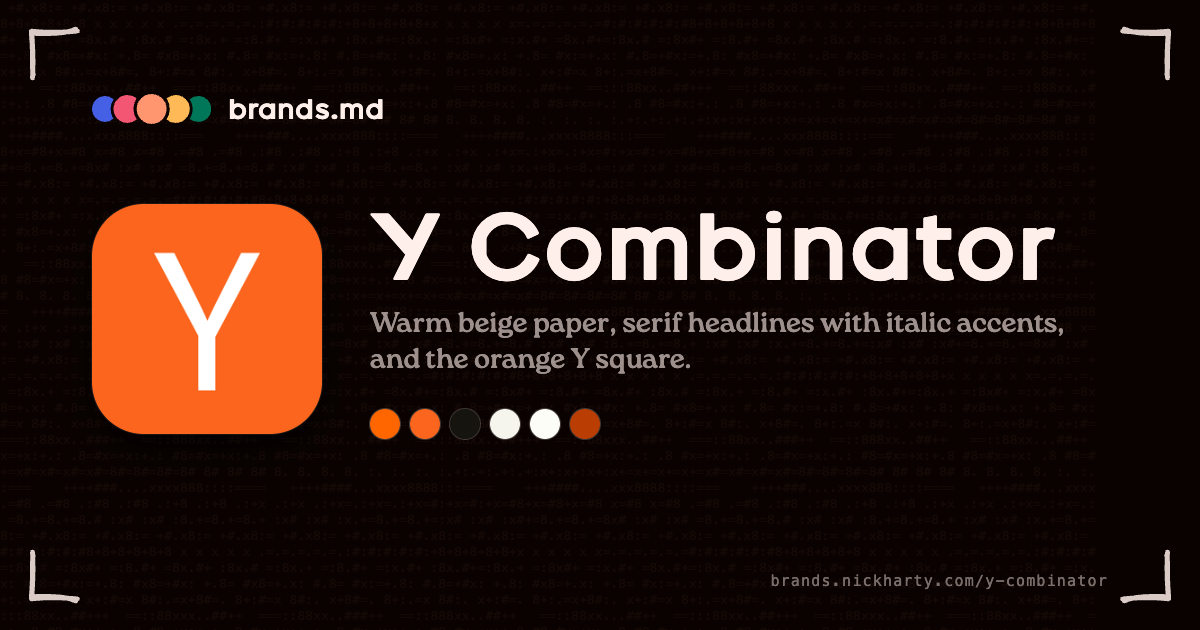 brands.md
Y
Y Combinator
Warm beige paper, serif headlines with italic accents,
and the orange Y square.
brands.nickharty.com/y-combinator